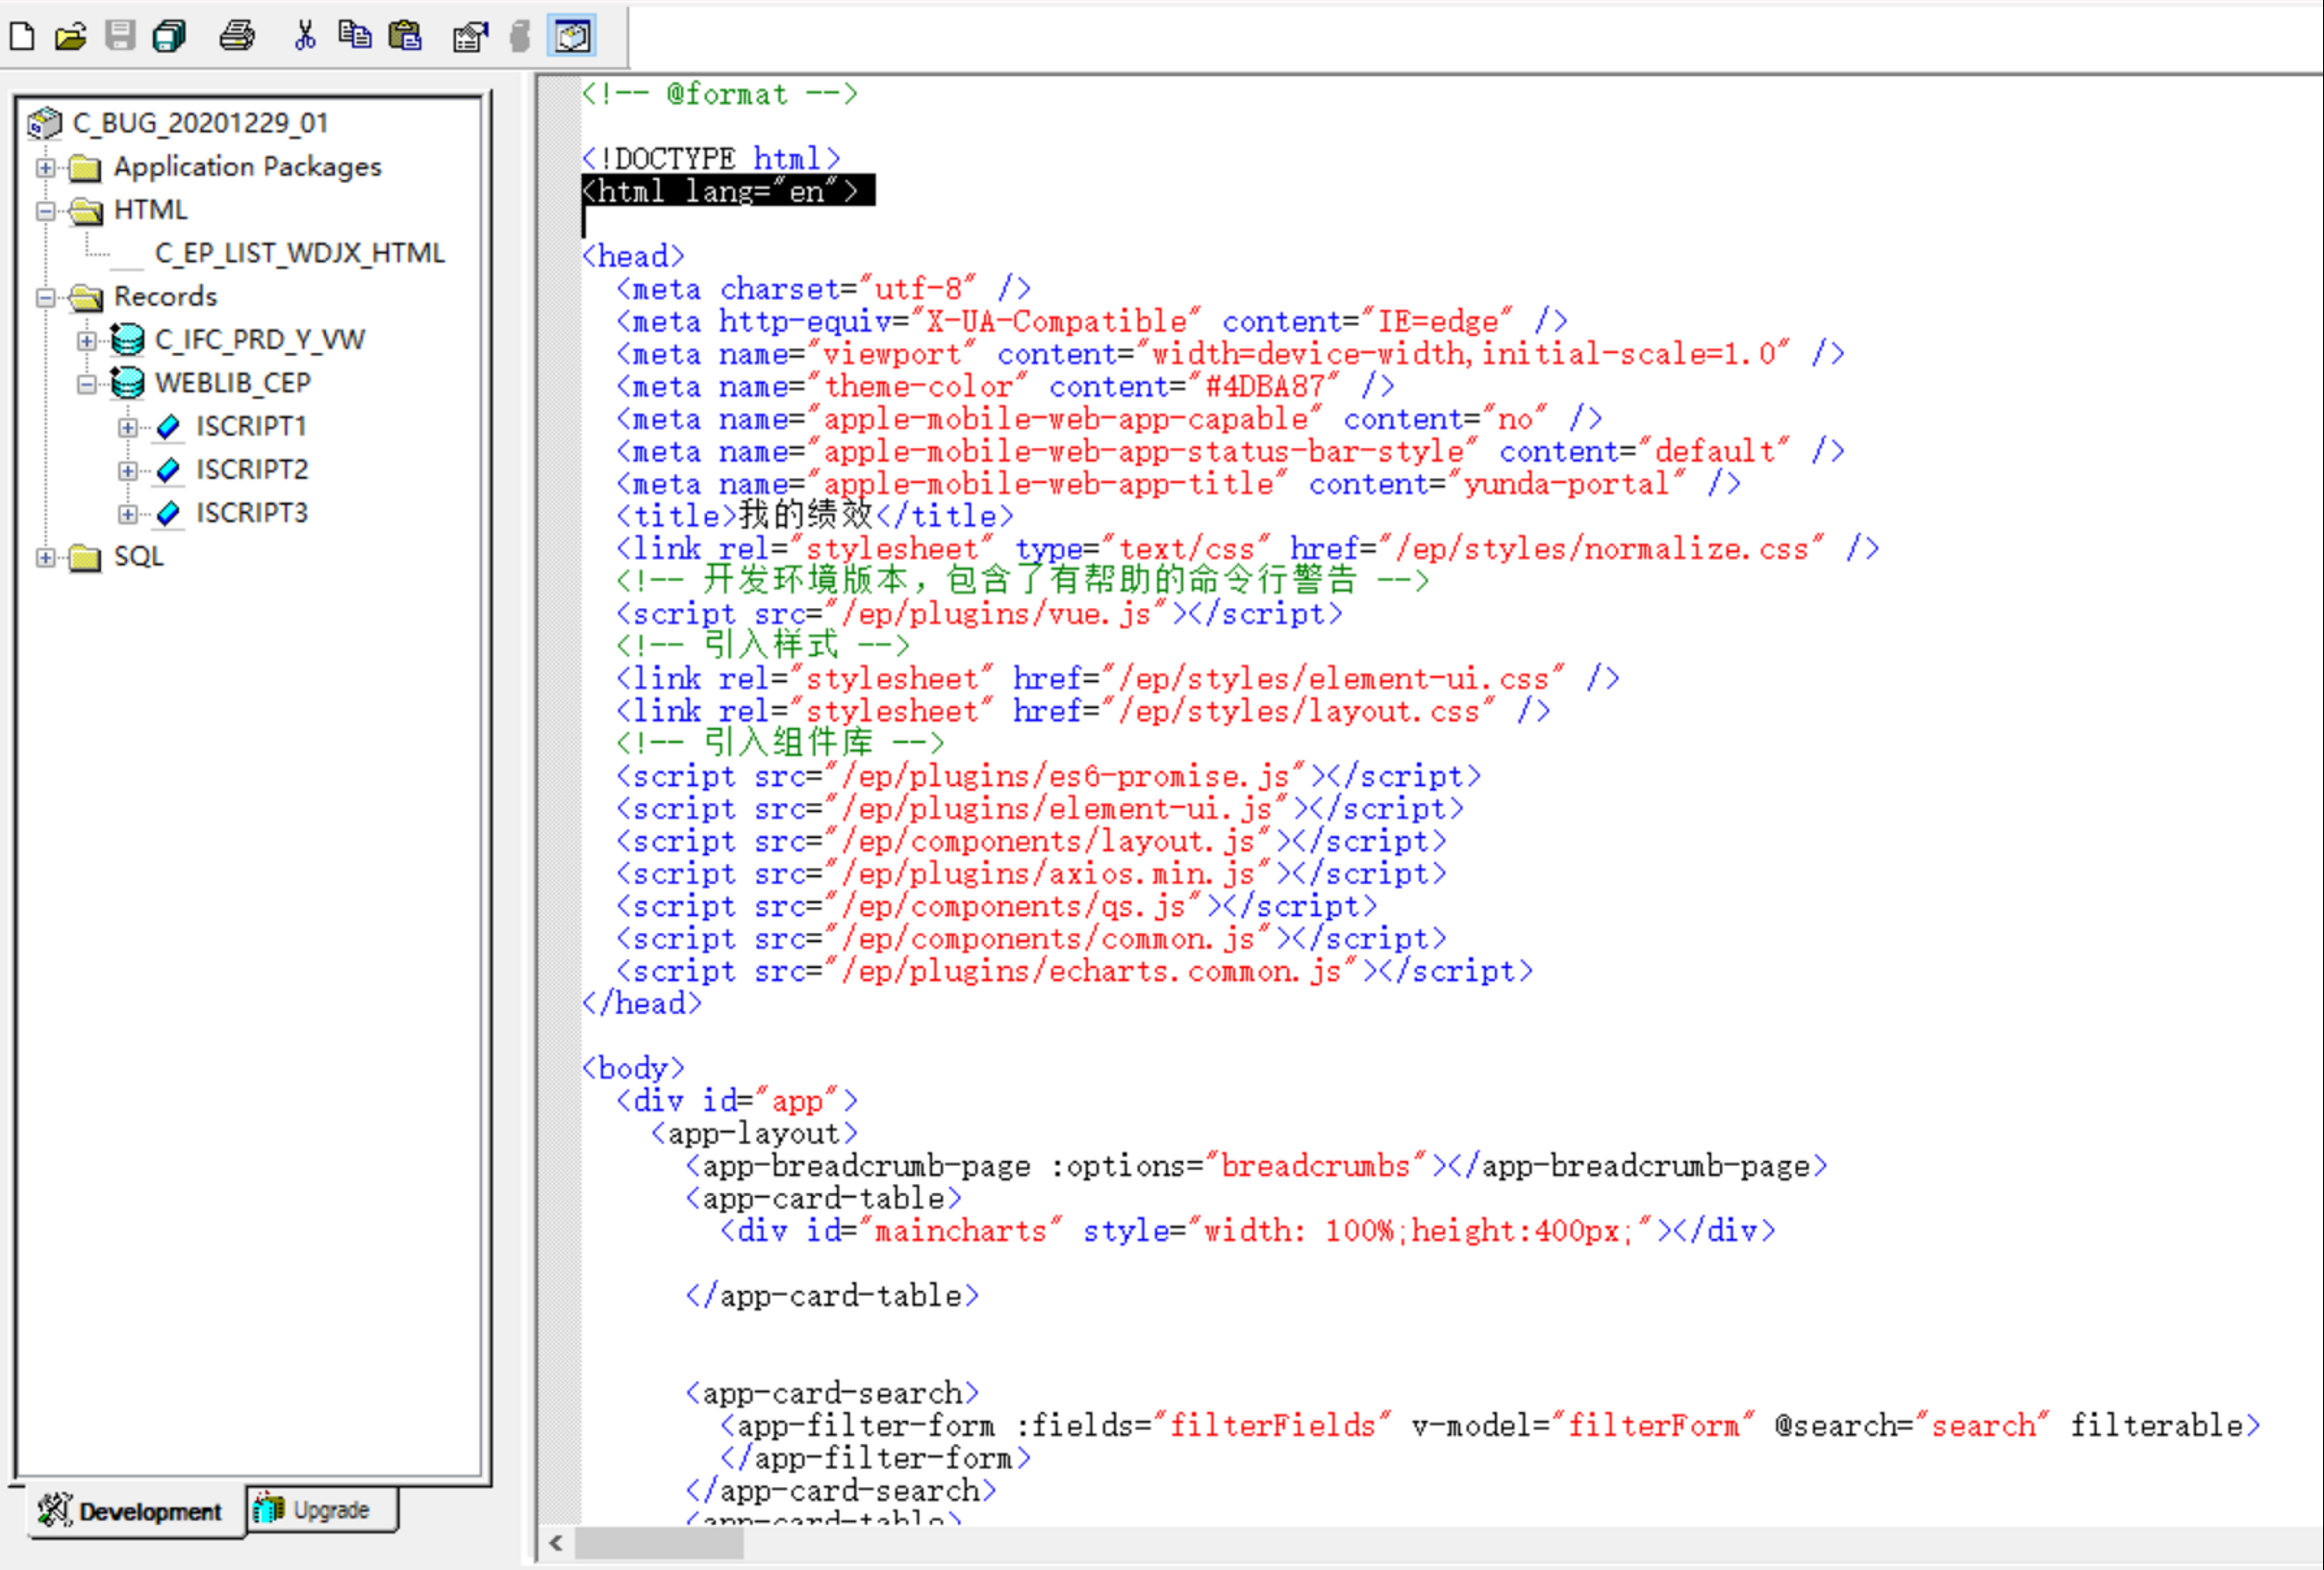 C_BUG_20201229_01
Application Packages
HTML
C_EP_LIST_WDJX_HTML
Records
C_IFC_PRD_Y_VW
WEBLIB_CEP
ISCRIPT1
ISCRIPT2
ISCRIPT3
SQL
Development
Upgrade
<!-- @format -->
<!DOCTYPE html>
<html lang="en">
<head>
<meta charset="utf-8" />
<meta http-equiv="X-UA-Compatible" content="IE=edge" />
<meta name="viewport" content="width=device-width,initial-scale=1.0" />
<meta name="theme-color" content="#4DBA87" />
<meta name="apple-mobile-web-app-capable" content="no" />
<meta name="apple-mobile-web-app-status-bar-style" content="default" />
<meta name="apple-mobile-web-app-title" content="yunda-portal" />
<title>我的绩效</title>
<link rel="stylesheet" type="text/css" href="/ep/styles/normalize.css" />
<!-- 开发环境版本，包含了有帮助的命令行警告 -->
<script src="/ep/plugins/vue.js"></script>
<!-- 引入样式 -->
<link rel="stylesheet" href="/ep/styles/element-ui.css" />
<link rel="stylesheet" href="/ep/styles/layout.css" />
<!-- 引入组件库 -->
<script src="/ep/plugins/es6-promise.js"></script>
<script src="/ep/plugins/element-ui.js"></script>
<script src="/ep/components/layout.js"></script>
<script src="/ep/plugins/axios.min.js"></script>
<script src="/ep/components/qs.js"></script>
<script src="/ep/components/common.js"></script>
<script src="/ep/plugins/echarts.common.js"></script>
</head>
<body>
<div id="app">
<app-layout>
<app-breadcrumb-page :options="breadcrumbs"></app-breadcrumb-page>
<app-card-table>
<div id="maincharts" style="width: 100%;height:400px;"></div>
</app-card-table>
<app-card-search>
<app-filter-form :fields="filterFields" v-model="filterForm" @search="search" filterable>
</app-filter-form>
</app-card-search>
<app-card-table>